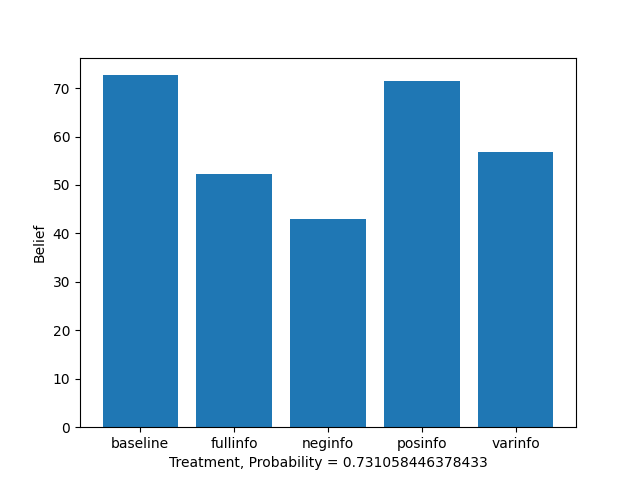 70
60
50
40
30
20
10
0
Belief
baseline fullinfo neginfo posinfo varinfo
Treatment, Probability = 0.731058446378433